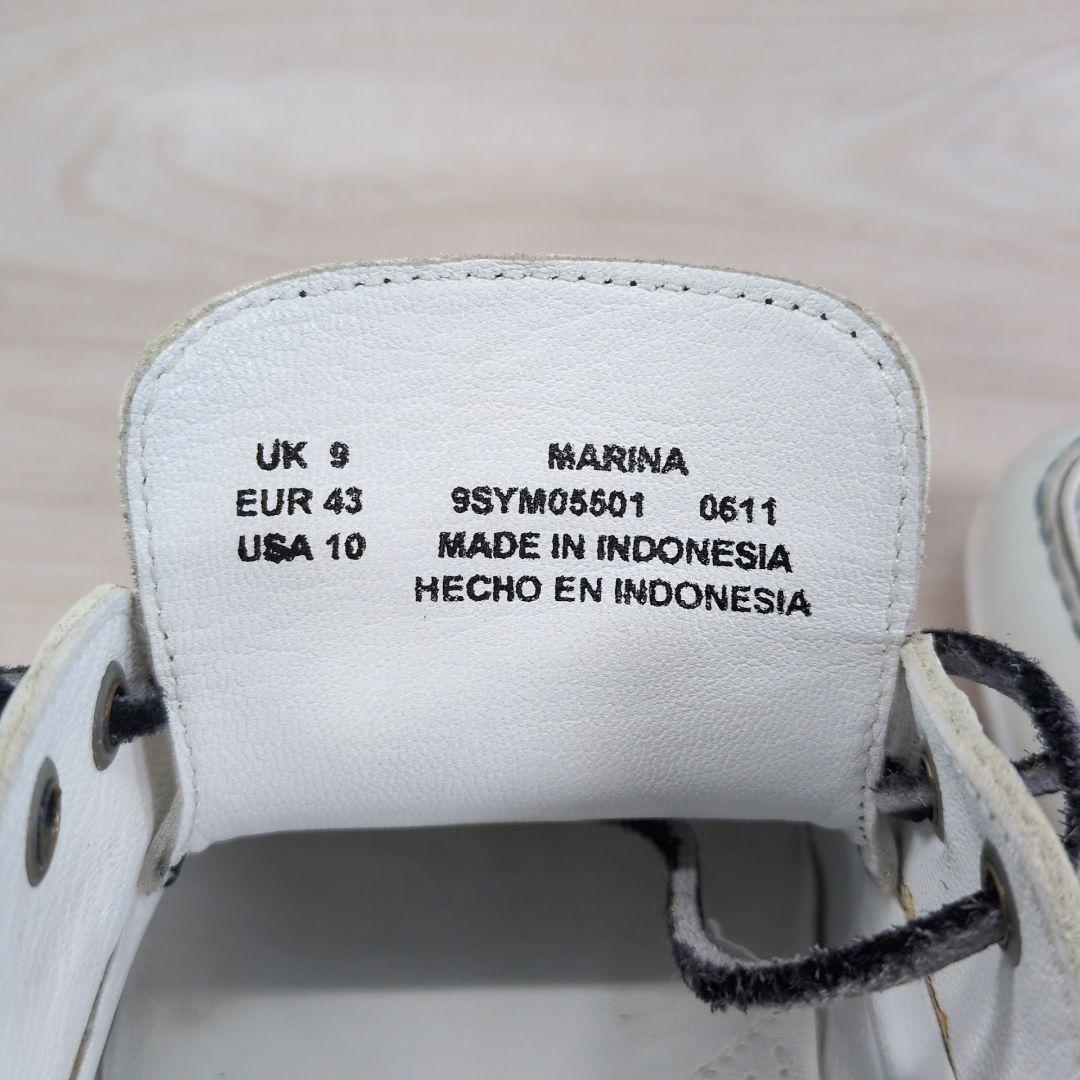 UK 9
EUR 43
USA 10
MARINA
9SYM05501 0611
MADE IN INDONESIA
HECHO EN INDONESIA